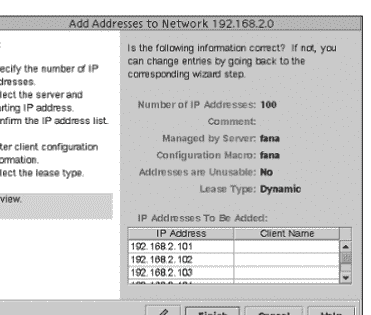 Add Addresses to Network 192.168.2.0
:
ecify the number of IP
dresses.
lect the server and
rting IP address.
nfirm the IP address list.
ter client configuration
ormation.
lect the lease type.
view.
Is the following information correct? If not, you
can change entries by going back to the
corresponding wizard step.
Number of IP Addresses: 100
Comment:
Managed by Server: fana
Configuration Macro: fana
Addresses are Unusable: No
Lease Type: Dynamic
IP Addresses To Be Added:
IP Address Client Name
192.168.2.101
192.168.2.102
192.168.2.103
Finish Cancel Help